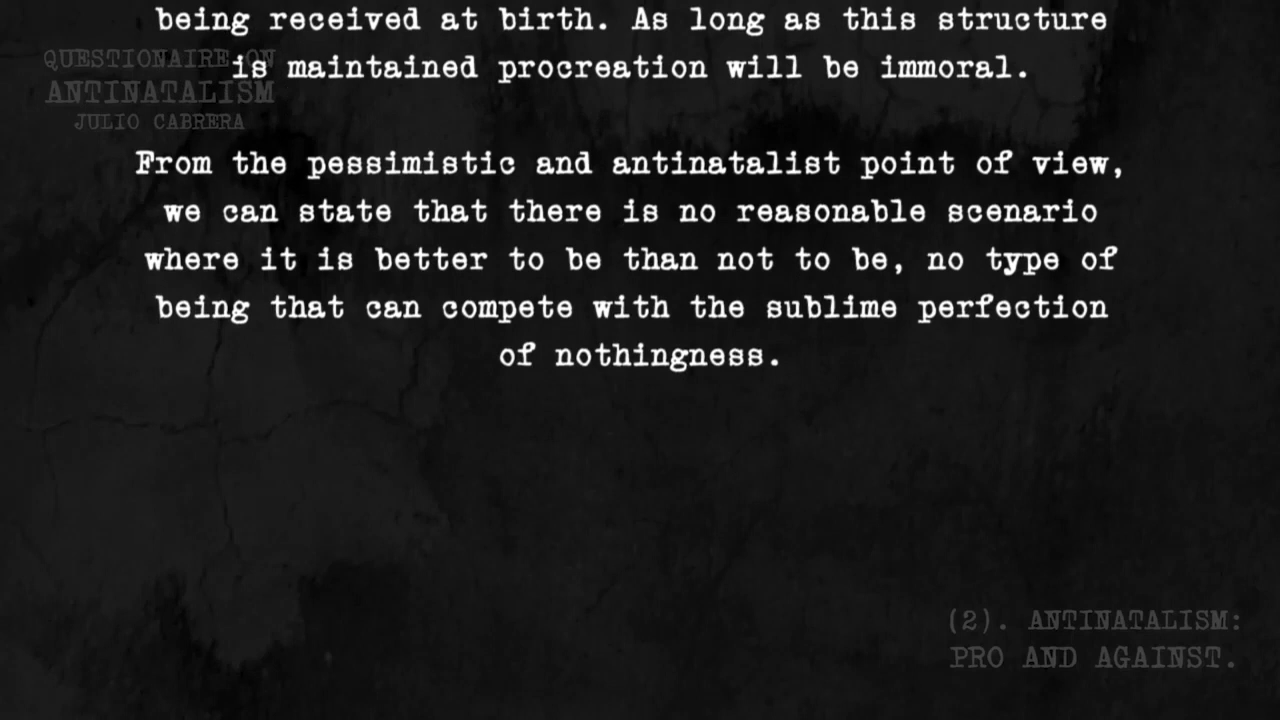 being received at birth. As long as this structure
is maintained procreation will be immoral.
QUESTIONAIRE ON
ANTINATALISM
JULIO CABRERA
From the pessimistic and antinatalist point of view,
we can state that there is no reasonable scenario
where it is better to be than not to be, no type of
being that can compete with the sublime perfection
of nothingness.
(2). ANTINATALISM:
PRO AND AGAINST.